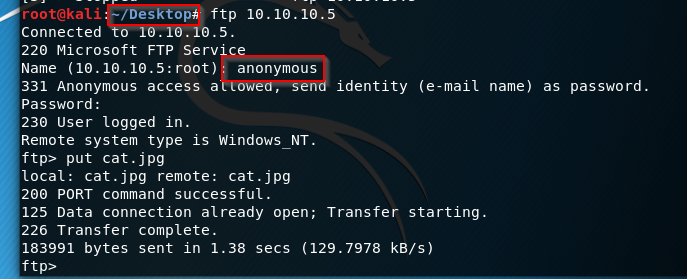 root@kali:~/Desktop# ftp 10.10.10.5
Connected to 10.10.10.5.
220 Microsoft FTP Service
Name (10.10.10.5:root): anonymous
331 Anonymous access allowed, send identity (e-mail name) as password.
Password:
230 User logged in.
Remote system type is Windows_NT.
ftp> put cat.jpg
local: cat.jpg remote: cat.jpg
200 PORT command successful.
125 Data connection already open; Transfer starting.
226 Transfer complete.
183991 bytes sent in 1.38 secs (129.7978 kB/s)
ftp>